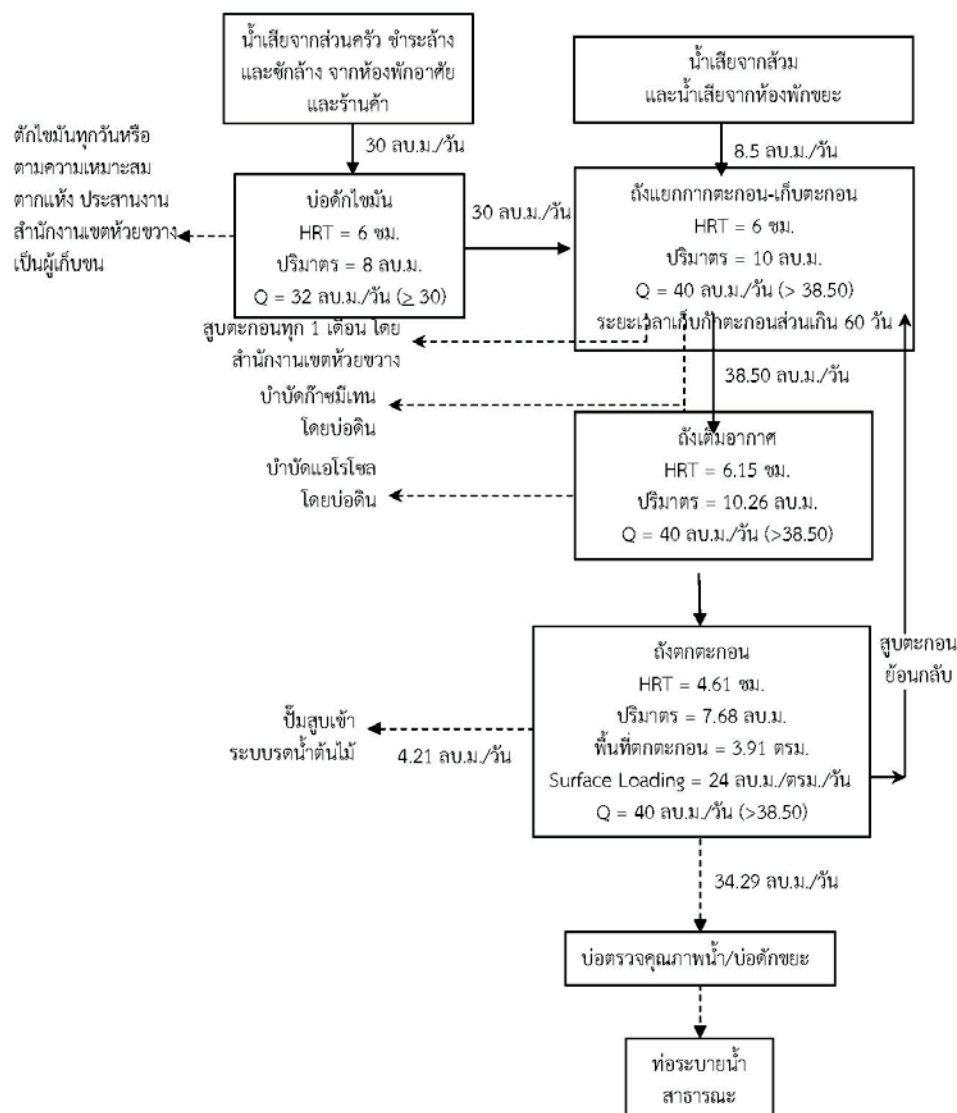 น้ำเสียจากส่วนครัว ชำระล้าง
และซักล้าง จากห้องพักอาศัย
และร้านค้า
น้ำเสียจากส้วม
และน้ำเสียจากห้องพักขยะ
30 ลบ.ม./วัน
8.5 ลบ.ม./วัน
ตักไขมันทุกวันหรือ
ตามความเหมาะสม
ตากแห้ง ประสานงาน
สำนักงานเขตห้วยขวาง
เป็นผู้เก็บขน
บ่อดักไขมัน
HRT = 6 ชม.
ปริมาตร = 8 ลบ.ม.
Q = 32 ลบ.ม./วัน (≥ 30)
30 ลบ.ม./วัน
ถังแยกกากตะกอน-เก็บตะกอน
HRT = 6 ชม.
ปริมาตร = 10 ลบ.ม.
Q = 40 ลบ.ม./วัน (> 38.50)
ระยะเวลาเก็บกักตะกอนส่วนเกิน 60 วัน
สูบตะกอนทุก 1 เดือน โดย
สำนักงานเขตห้วยขวาง
38.50 ลบ.ม./วัน
บำบัดก๊าซมีเทน
โดยบ่อดิน
บำบัดแอโรโซล
โดยบ่อดิน
ถังเติมอากาศ
HRT = 6.15 ชม.
ปริมาตร = 10.26 ลบ.ม.
Q = 40 ลบ.ม./วัน (>38.50)
สูบตะกอน
ย้อนกลับ
ถังตกตะกอน
HRT = 4.61 ชม.
ปริมาตร = 7.68 ลบ.ม.
พื้นที่ตกตะกอน = 3.91 ตรม.
Surface Loading = 24 ลบ.ม./ตรม./วัน
Q = 40 ลบ.ม./วัน (>38.50)
ปั๊มสูบเข้า
ระบบรดน้ำต้นไม้
4.21 ลบ.ม./วัน
34.29 ลบ.ม./วัน
บ่อตรวจคุณภาพน้ำ/บ่อดักขยะ
ท่อระบายน้ำ
สาธารณะ